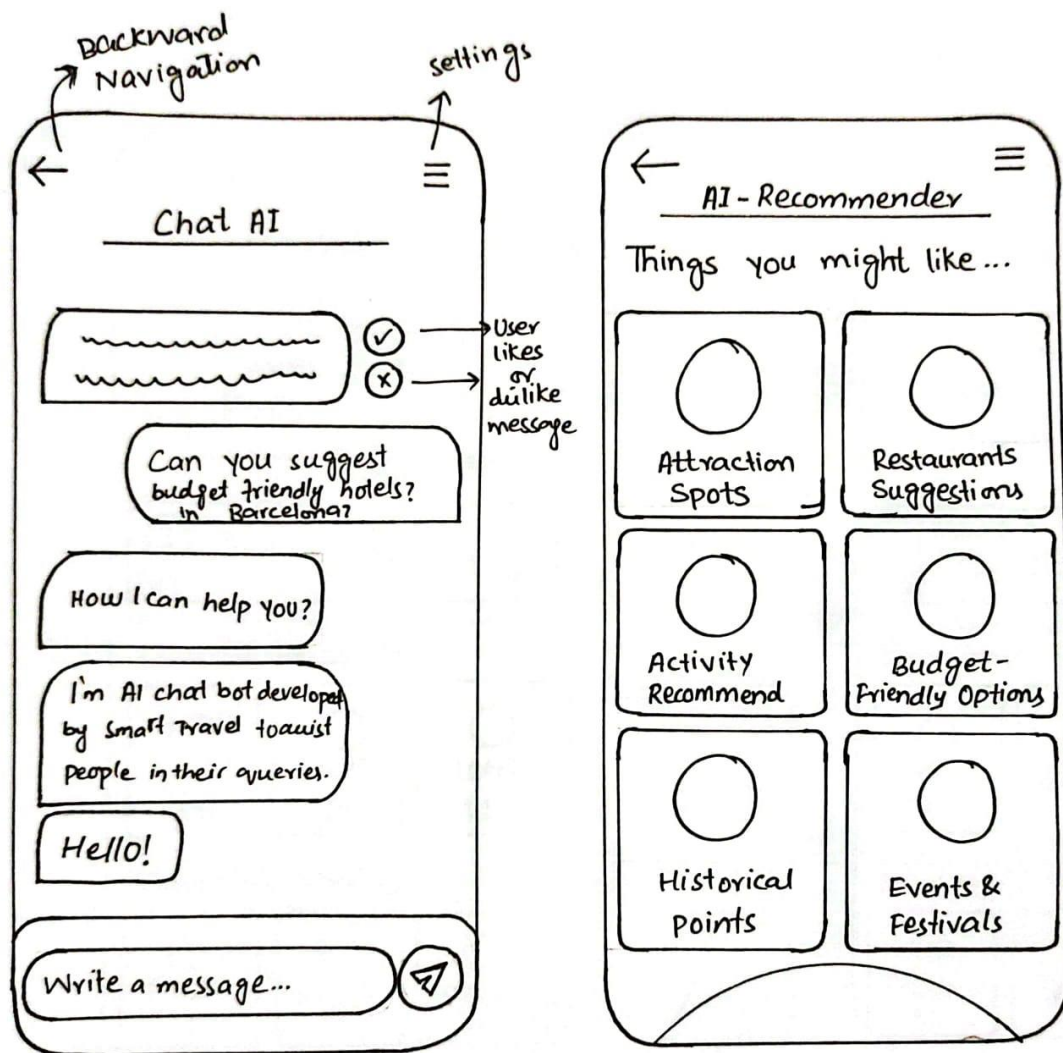 Backward
Navigation
settings
Chat AI
User
likes
or
dislike
message
Can you suggest
budget friendly hotels?
in Barcelona?
How I can help you?
I'm AI chat bot developed
by Smart Travel to assist
people in their queries.
Hello!
Write a message...
AI-Recommender
Things you might like...
Attraction
Spots
Restaurants
Suggestions
Activity
Recommend
Budget-
Friendly Options
Historical
Points
Events &
Festivals